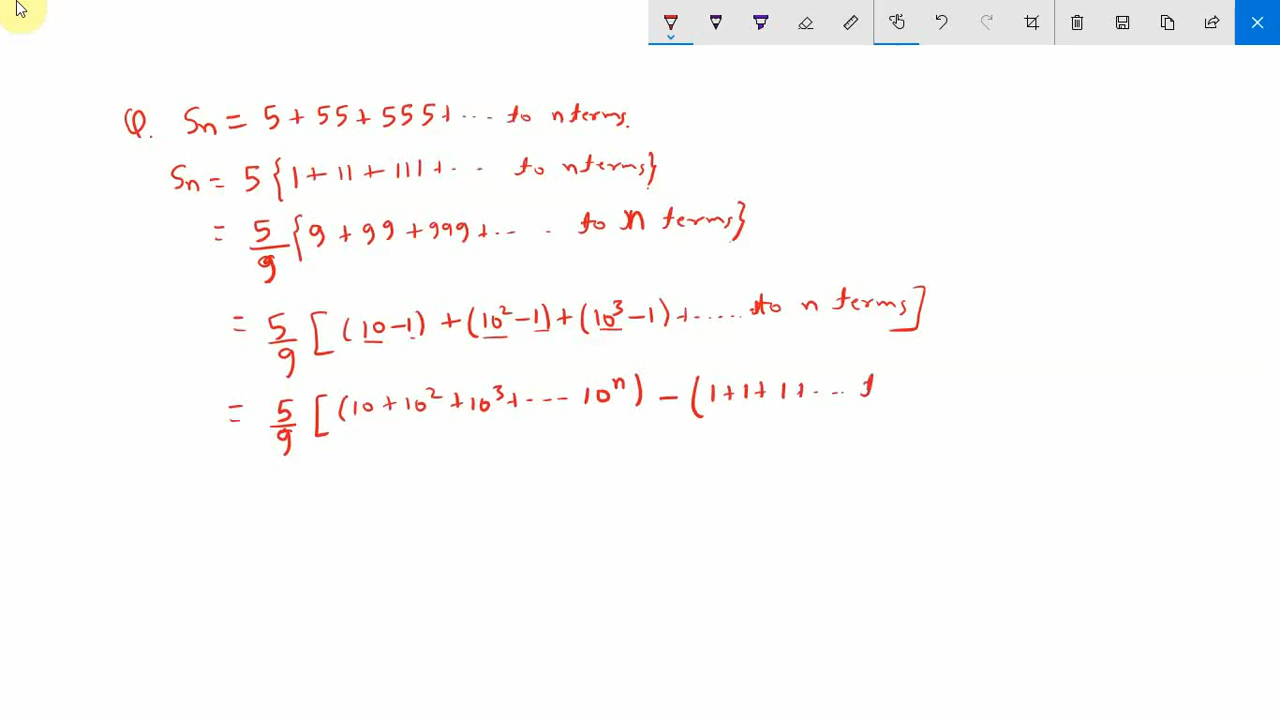 Q. Sn = 5 + 55 + 555 + ... to n terms.
Sn = 5 {1 + 11 + 111 + ... to n terms}
= 5/9 {9 + 99 + 999 + ... to n terms}
= 5/9 [(10-1) + (10² -1) + (10³ -1) + ..... to n terms]
= 5/9 [(10 + 10² + 10³ + ... 10ⁿ) - (1+1+1+ ...